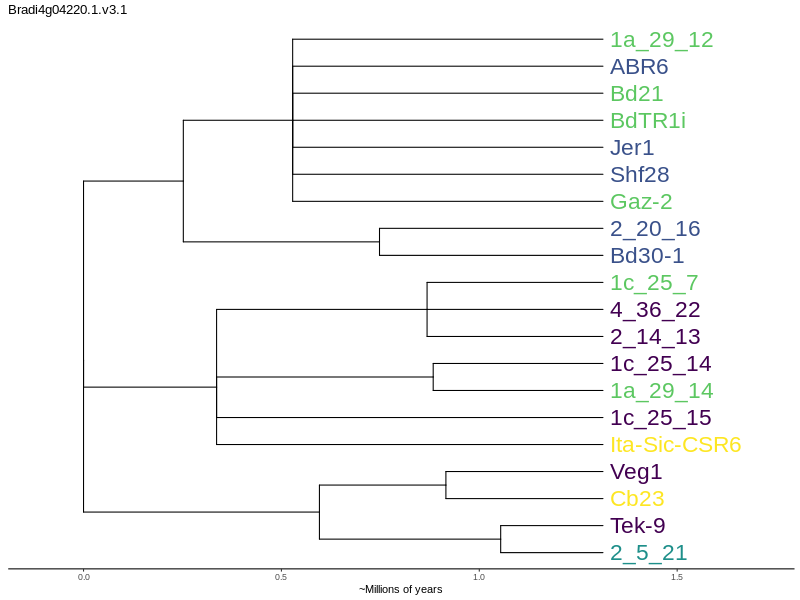 Bradi4g04220.1.v3.1
1a_29_12
ABR6
Bd21
BdTR1i
Jer1
Shf28
Gaz-2
2_20_16
Bd30-1
1c_25_7
4_36_22
2_14_13
1c_25_14
1a_29_14
1c_25_15
Ita-Sic-CSR6
Veg1
Cb23
Tek-9
2_5_21
0.0 0.5 1.0 1.5
~Millions of years